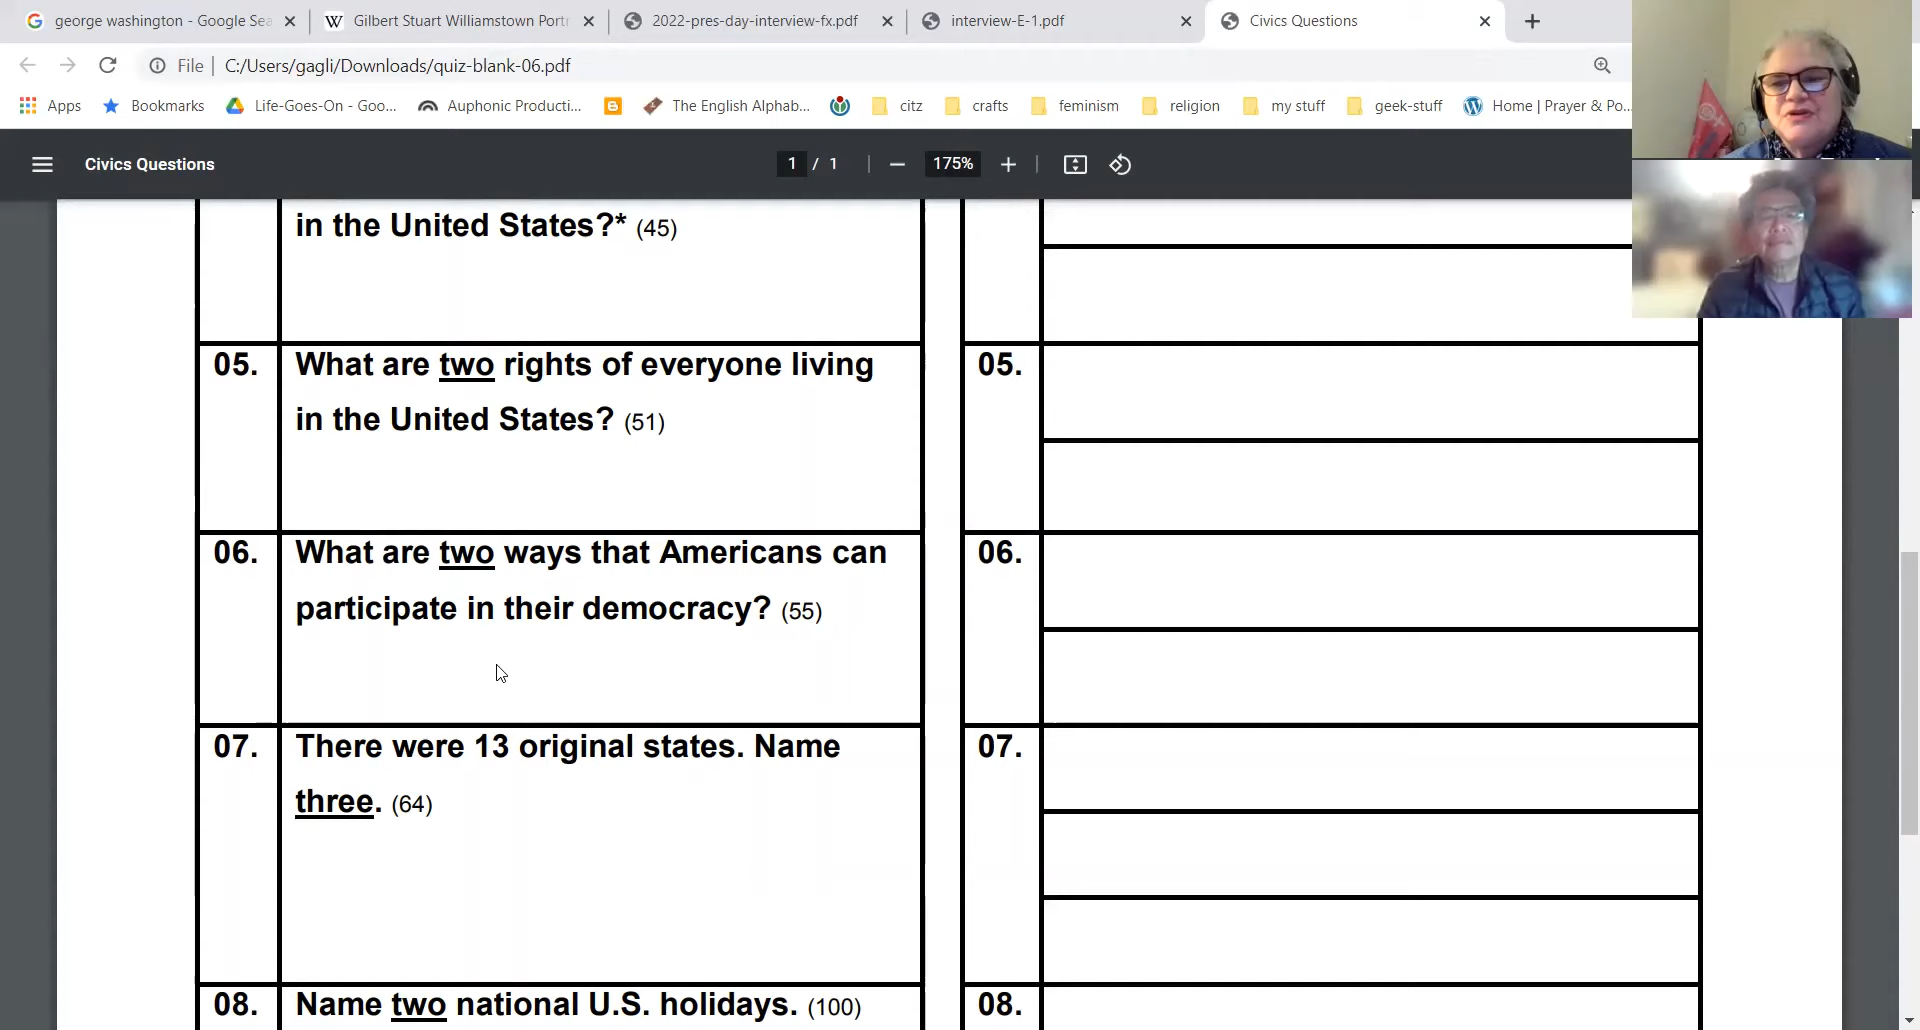 george washington - Google Sea
Gilbert Stuart Williamstown Portr
2022-pres-day-interview-fx.pdf
interview-E-1.pdf
Civics Questions
File | C:/Users/gagli/Downloads/quiz-blank-06.pdf
Apps
Bookmarks
Life-Goes-On - Goo...
Auphonic Producti...
The English Alphab...
citz
crafts
feminism
religion
my stuff
geek-stuff
Home | Prayer & Po...
Civics Questions
1 / 1
175%
in the United States?* (45)
05. What are two rights of everyone living
in the United States? (51)
05.
06. What are two ways that Americans can
participate in their democracy? (55)
06.
07. There were 13 original states. Name
three. (64)
07.
08. Name two national U.S. holidays. (100)
08.